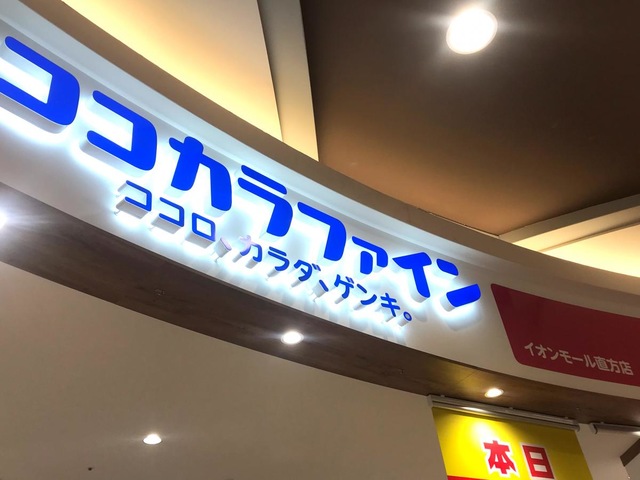 ココカラファイン
ココロ、カラダ、ゲンキ。
イオンモール直方店
本日